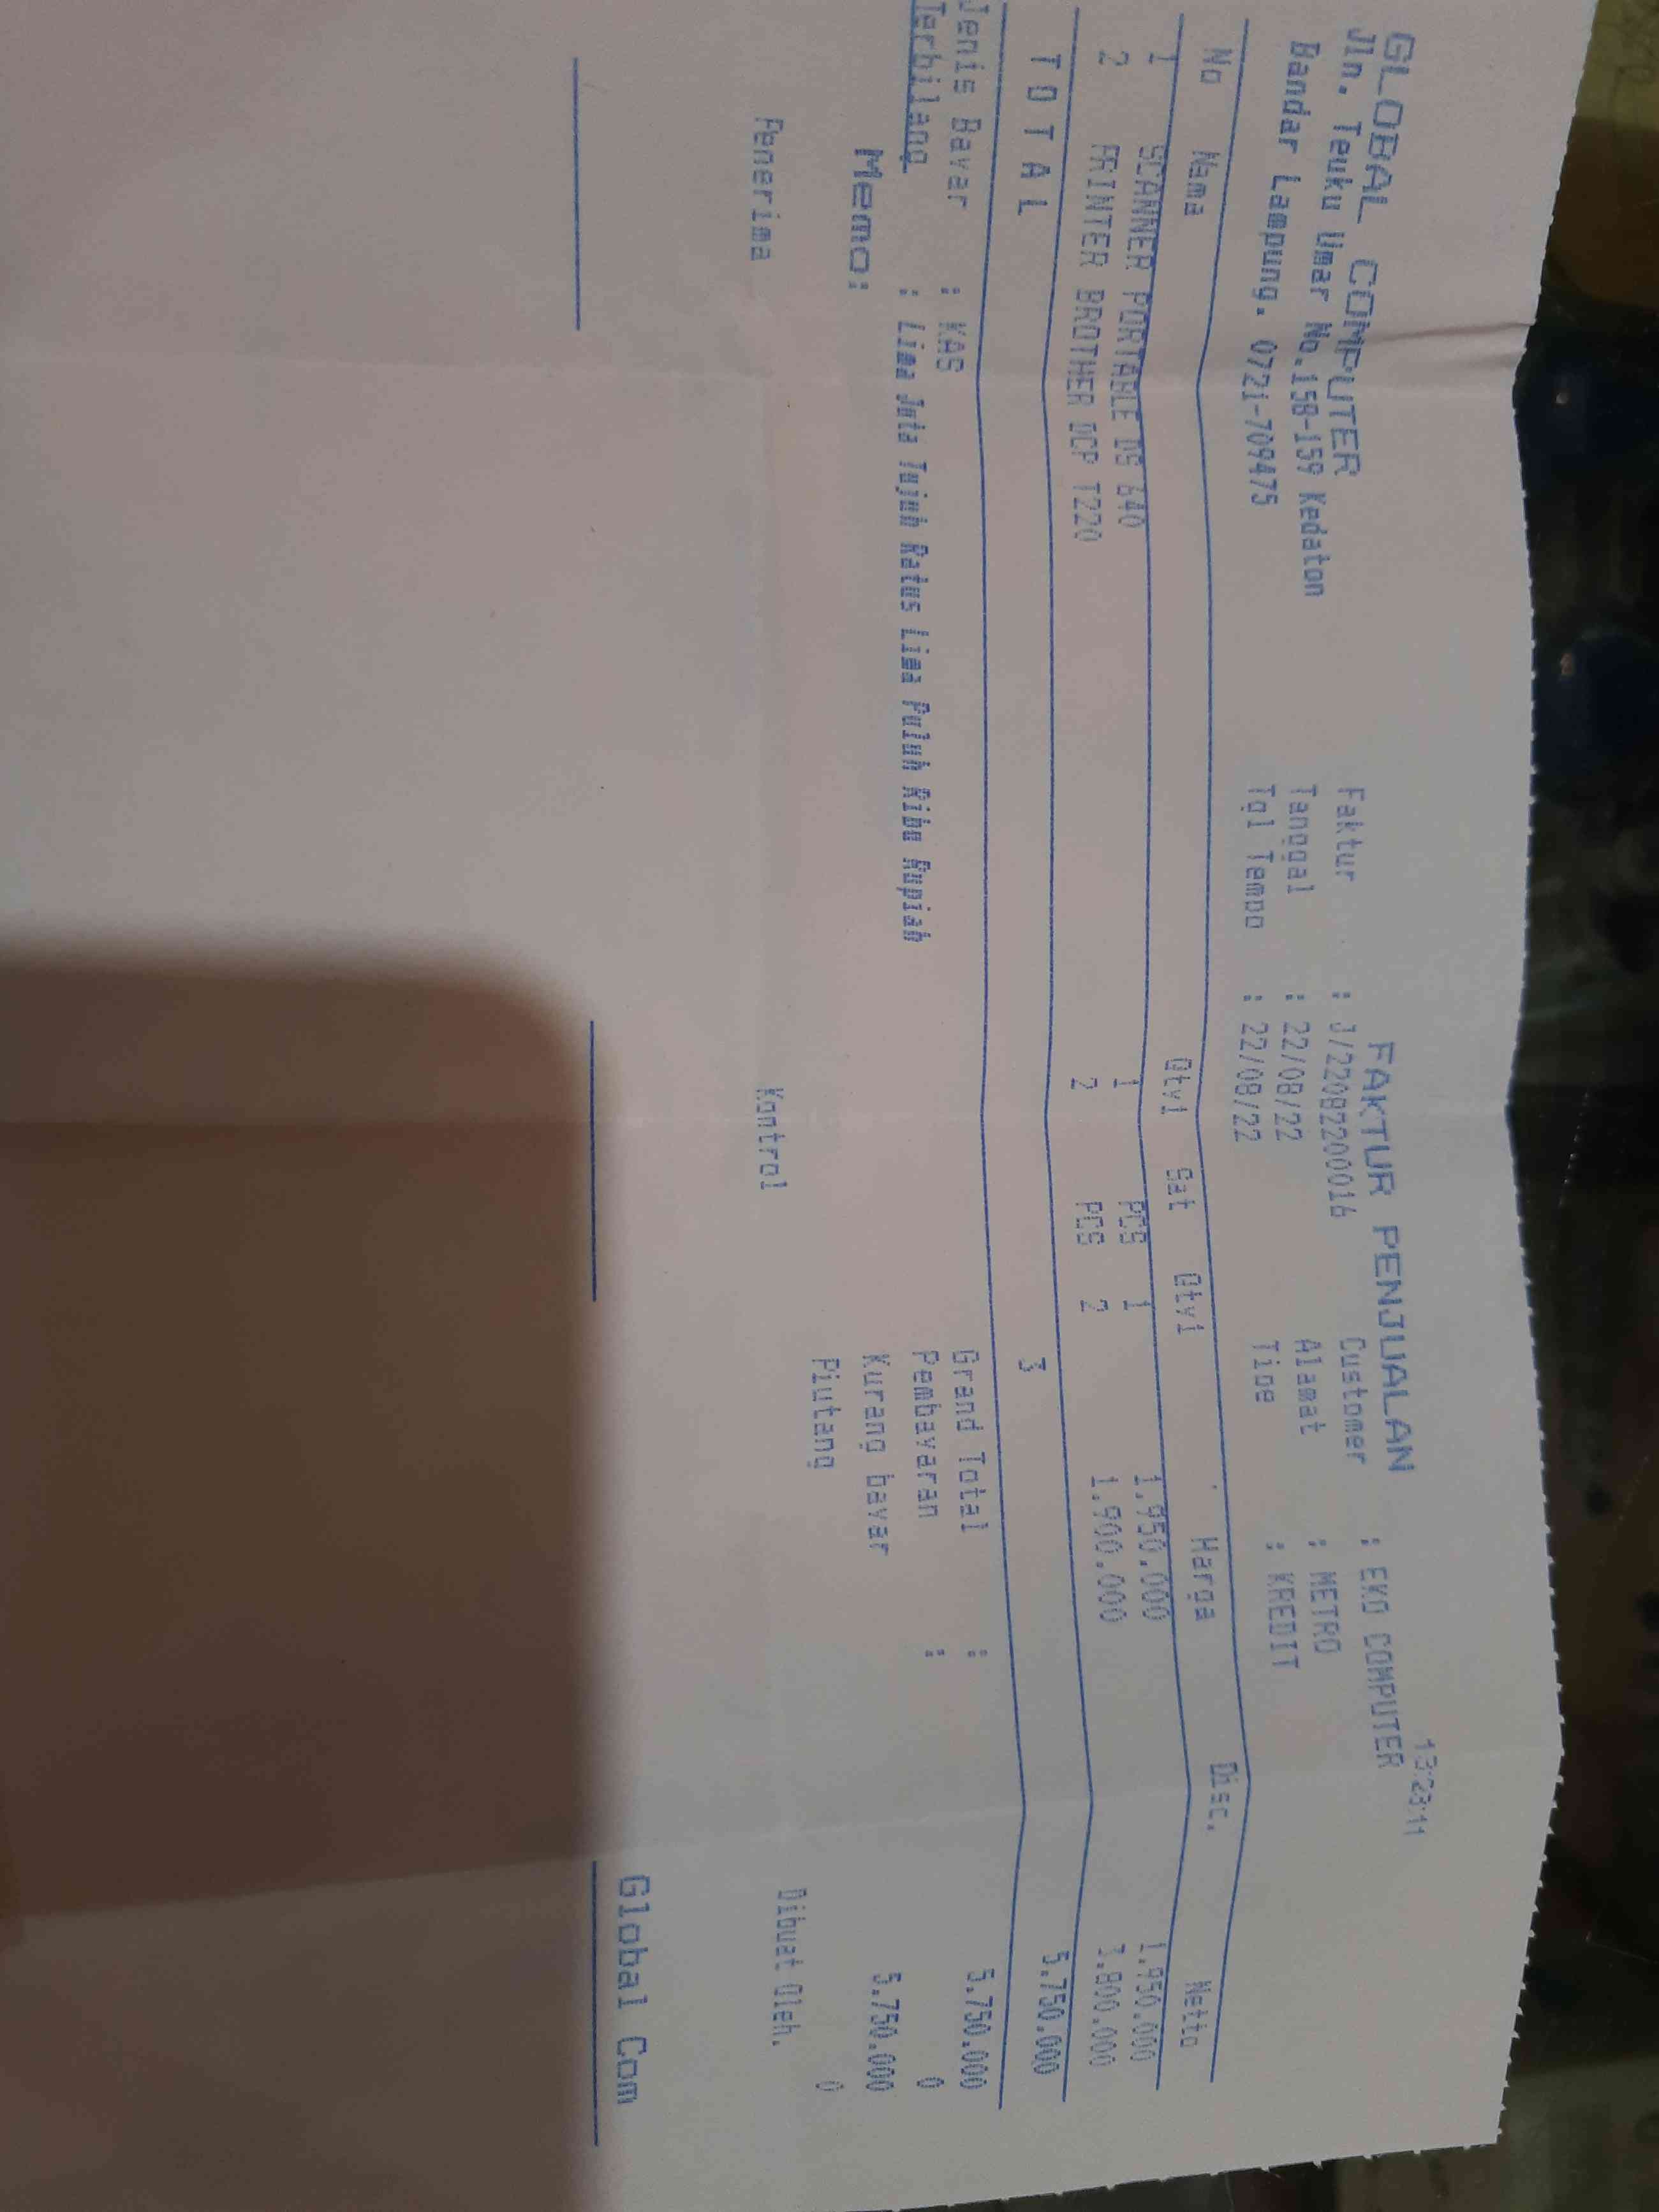 13:23:11
GLOBAL COMPUTER FAKTUR PENJUALAN
Jln. Teuku Umar No.158-159 Kedaton Faktur : J/220822200016 Customer : EKO COMPUTER
Bandar Lampung. 0721-709475 Tanggal : 22/08/22 Alamat : METRO
Tgl Tempo : 22/08/22 Tipe : KREDIT
No Nama Qty1 Sat Qty1 Harga Disc. Netto
1 SCANNER PORTABLE DS 640 1 PCS 1 1.950.000 1.950.000
2 PRINTER BROTHER DCP T220 2 PCS 2 1.900.000 3.800.000
T O T A L 3 5.750.000
Jenis Bayar : KAS Grand Total : 5.750.000
Terbilang : Lima Juta Tujuh Ratus Lima Puluh Ribu Rupiah Pembayaran : 0
Kurang bayar 5.750.000
Memo: Piutang 0
Penerima Kontrol Dibuat Oleh,
Global Com